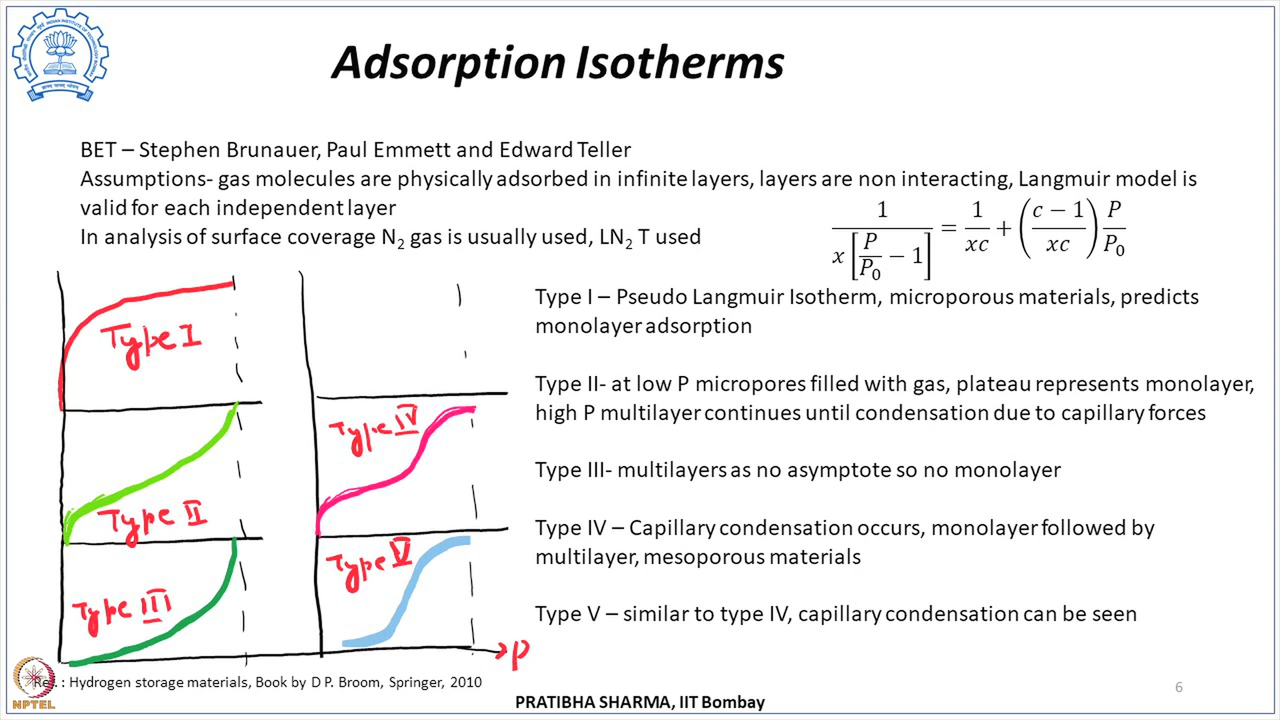 Adsorption Isotherms
BET – Stephen Brunauer, Paul Emmett and Edward Teller
Assumptions- gas molecules are physically adsorbed in infinite layers, layers are non interacting, Langmuir model is
valid for each independent layer
In analysis of surface coverage N₂ gas is usually used, LN₂ T used
1 / x[P/P₀ − 1] = 1/xc + ((c − 1)/xc) P/P₀
Type I – Pseudo Langmuir Isotherm, microporous materials, predicts
monolayer adsorption
Type II- at low P micropores filled with gas, plateau represents monolayer,
high P multilayer continues until condensation due to capillary forces
Type III- multilayers as no asymptote so no monolayer
Type IV – Capillary condensation occurs, monolayer followed by
multilayer, mesoporous materials
Type V – similar to type IV, capillary condensation can be seen
Type I
Type II
Type III
Type IV
Type V
P
: Hydrogen storage materials, Book by D P. Broom, Springer, 2010
NPTEL
PRATIBHA SHARMA, IIT Bombay
6